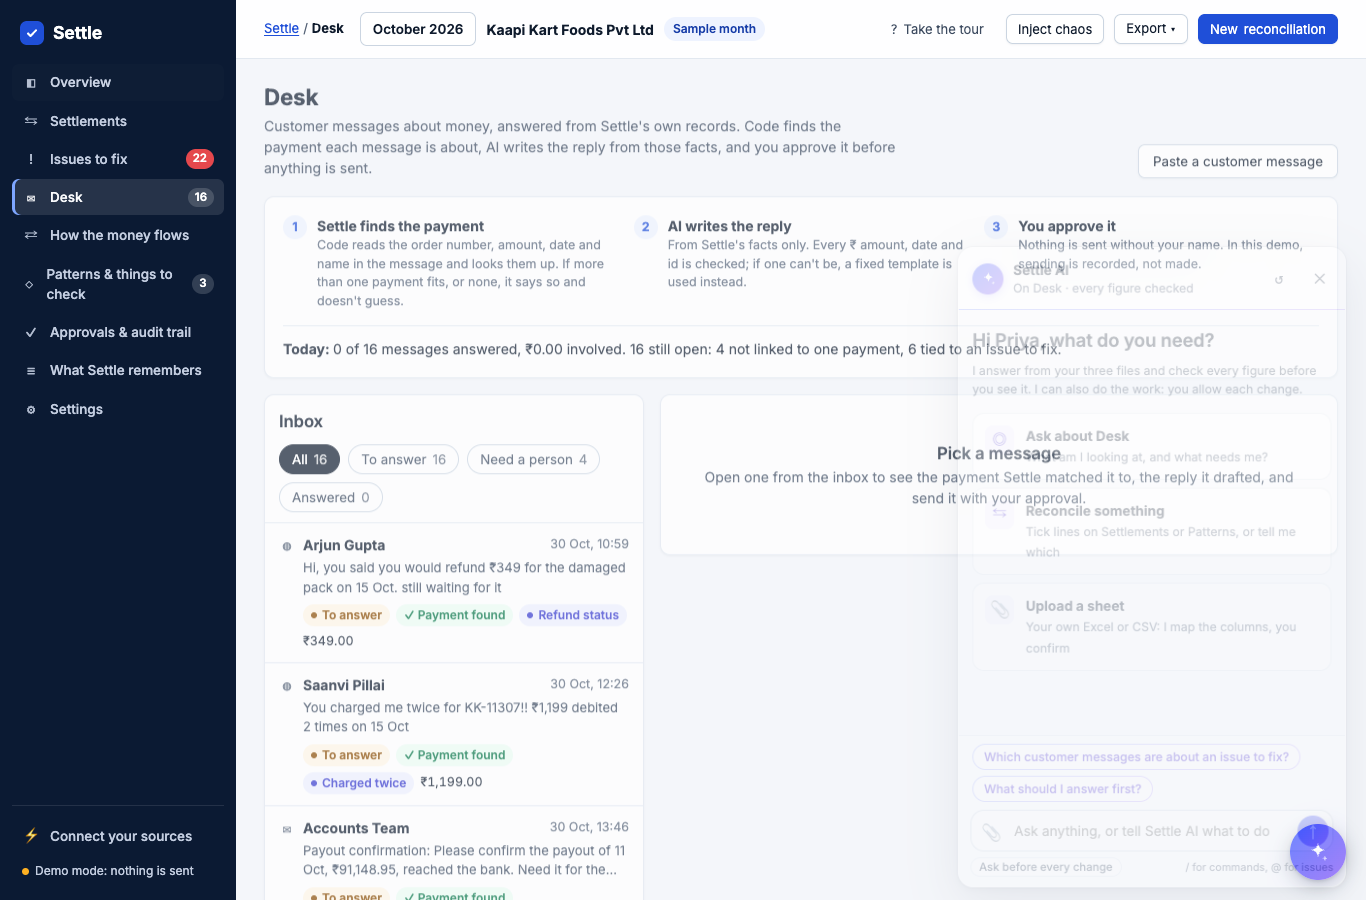 Settle
Overview
Settlements
Issues to fix 22
Desk 16
How the money flows
Patterns & things to check 3
Approvals & audit trail
What Settle remembers
Settings
Connect your sources
Demo mode: nothing is sent
Settle / Desk
October 2026
Kaapi Kart Foods Pvt Ltd
Sample month
? Take the tour
Inject chaos
Export
New reconciliation
Desk
Customer messages about money, answered from Settle's own records. Code finds the
payment each message is about, AI writes the reply from those facts, and you approve it before
anything is sent.
Paste a customer message
1 Settle finds the payment
Code reads the order number, amount, date and
name in the message and looks them up. If more
than one payment fits, or none, it says so and
doesn't guess.
2 AI writes the reply
From Settle's facts only. Every ₹ amount, date and
id is checked; if one can't be, a fixed template is
used instead.
3 You approve it
Nothing is sent without your name. In this demo,
sending is recorded, not made.
Today: 0 of 16 messages answered, ₹0.00 involved. 16 still open: 4 not linked to one payment, 6 tied to an issue to fix.
Inbox
All 16
To answer 16
Need a person 4
Answered 0
Arjun Gupta 30 Oct, 10:59
Hi, you said you would refund ₹349 for the damaged
pack on 15 Oct. still waiting for it
To answer
Payment found
Refund status
₹349.00
Saanvi Pillai 30 Oct, 12:26
You charged me twice for KK-11307!! ₹1,199 debited
2 times on 15 Oct
To answer
Payment found
Charged twice
₹1,199.00
Accounts Team 30 Oct, 13:46
Payout confirmation: Please confirm the payout of 11
Oct, ₹91,148.95, reached the bank. Need it for the...
To answer
Payment found
Pick a message
Open one from the inbox to see the payment Settle matched it to, the reply it drafted, and
send it with your approval.
Settle AI
On Desk · every figure checked
Hi Priya, what do you need?
I answer from your three files and check every figure before
you see it. I can also do the work: you allow each change.
Ask about Desk
What am I looking at, and what needs me?
Reconcile something
Tick lines on Settlements or Patterns, or tell me
which
Upload a sheet
Your own Excel or CSV: I map the columns, you
confirm
Which customer messages are about an issue to fix?
What should I answer first?
Ask anything, or tell Settle AI what to do
Ask before every change
/ for commands, @ for issues